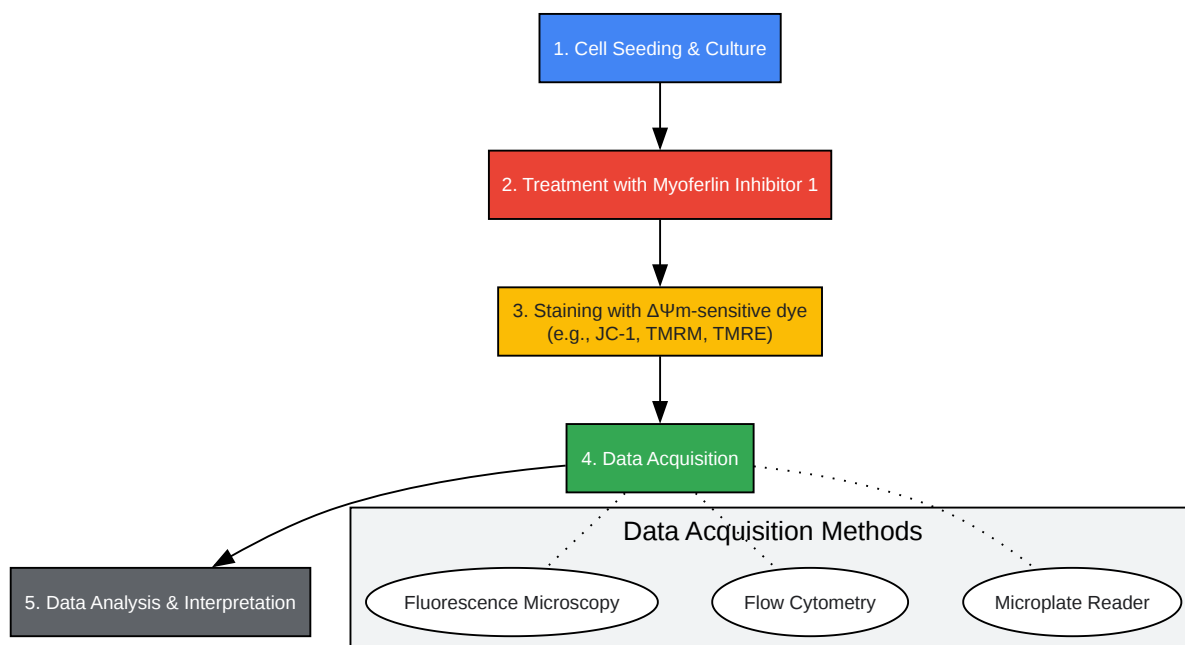 1. Cell Seeding & Culture
2. Treatment with Myoferlin Inhibitor 1
3. Staining with ΔΨm-sensitive dye
(e.g., JC-1, TMRM, TMRE)
4. Data Acquisition
Data Acquisition Methods
5. Data Analysis & Interpretation
Fluorescence Microscopy
Flow Cytometry
Microplate Reader